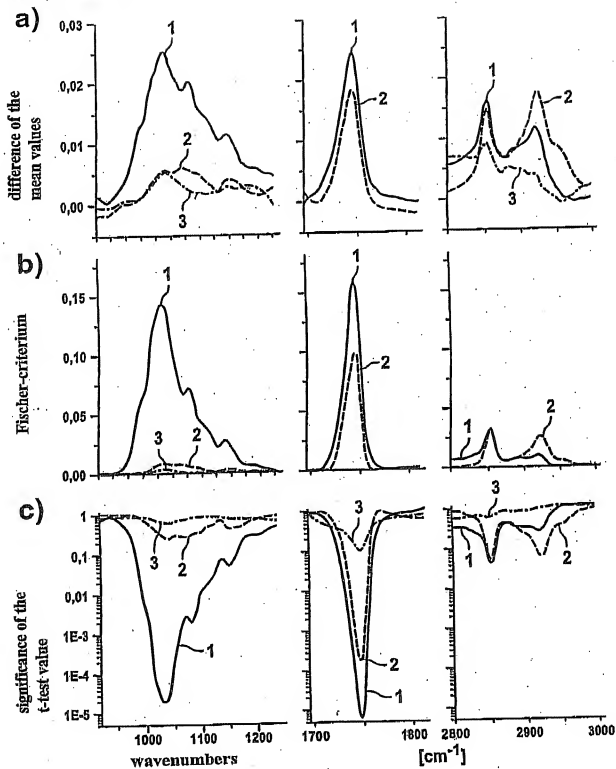 a)
0,03
0,02
0,01
0,00
difference of the
mean values
1
2
3
1
2
1
2
3
b)
0,15
0,10
0,05
0,00
Fischer-criterium
1
3
2
1
2
1
2
c)
1
0,1
0,01
1E-3
1E-4
1E-5
significance of the
t-test value
3
2
1
3
2
1
3
1
2
1000 1100 1200
1700 1800
2800 2900 3000
wavenumbers
[cm⁻¹]